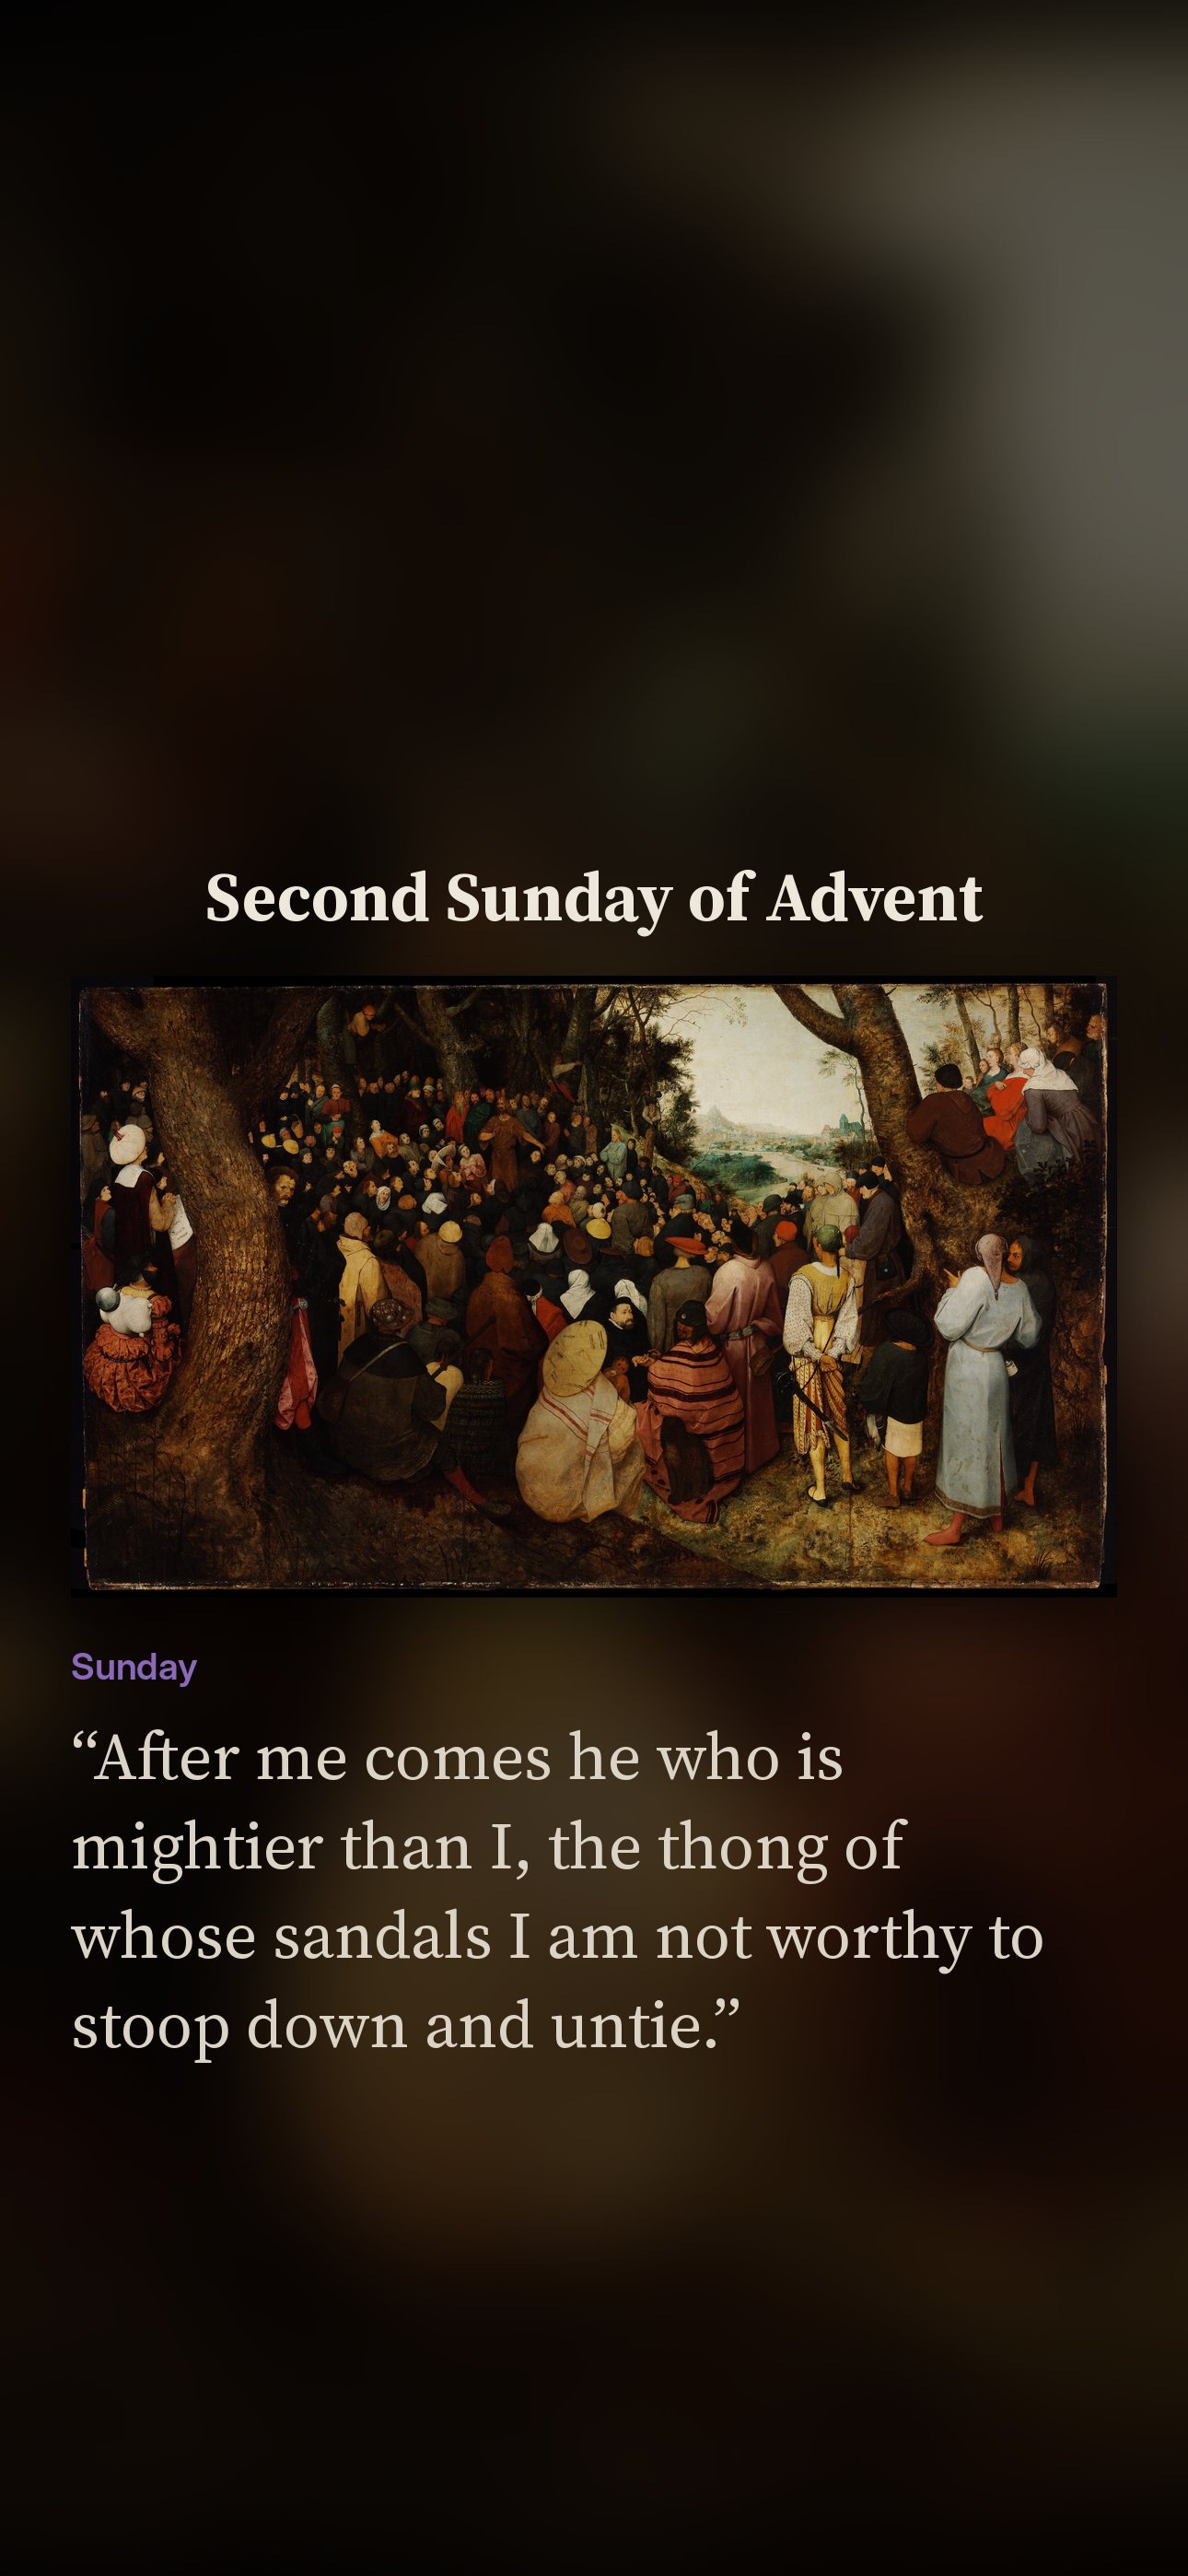 Second Sunday of Advent
Sunday
“After me comes he who is
mightier than I, the thong of
whose sandals I am not worthy to
stoop down and untie.”